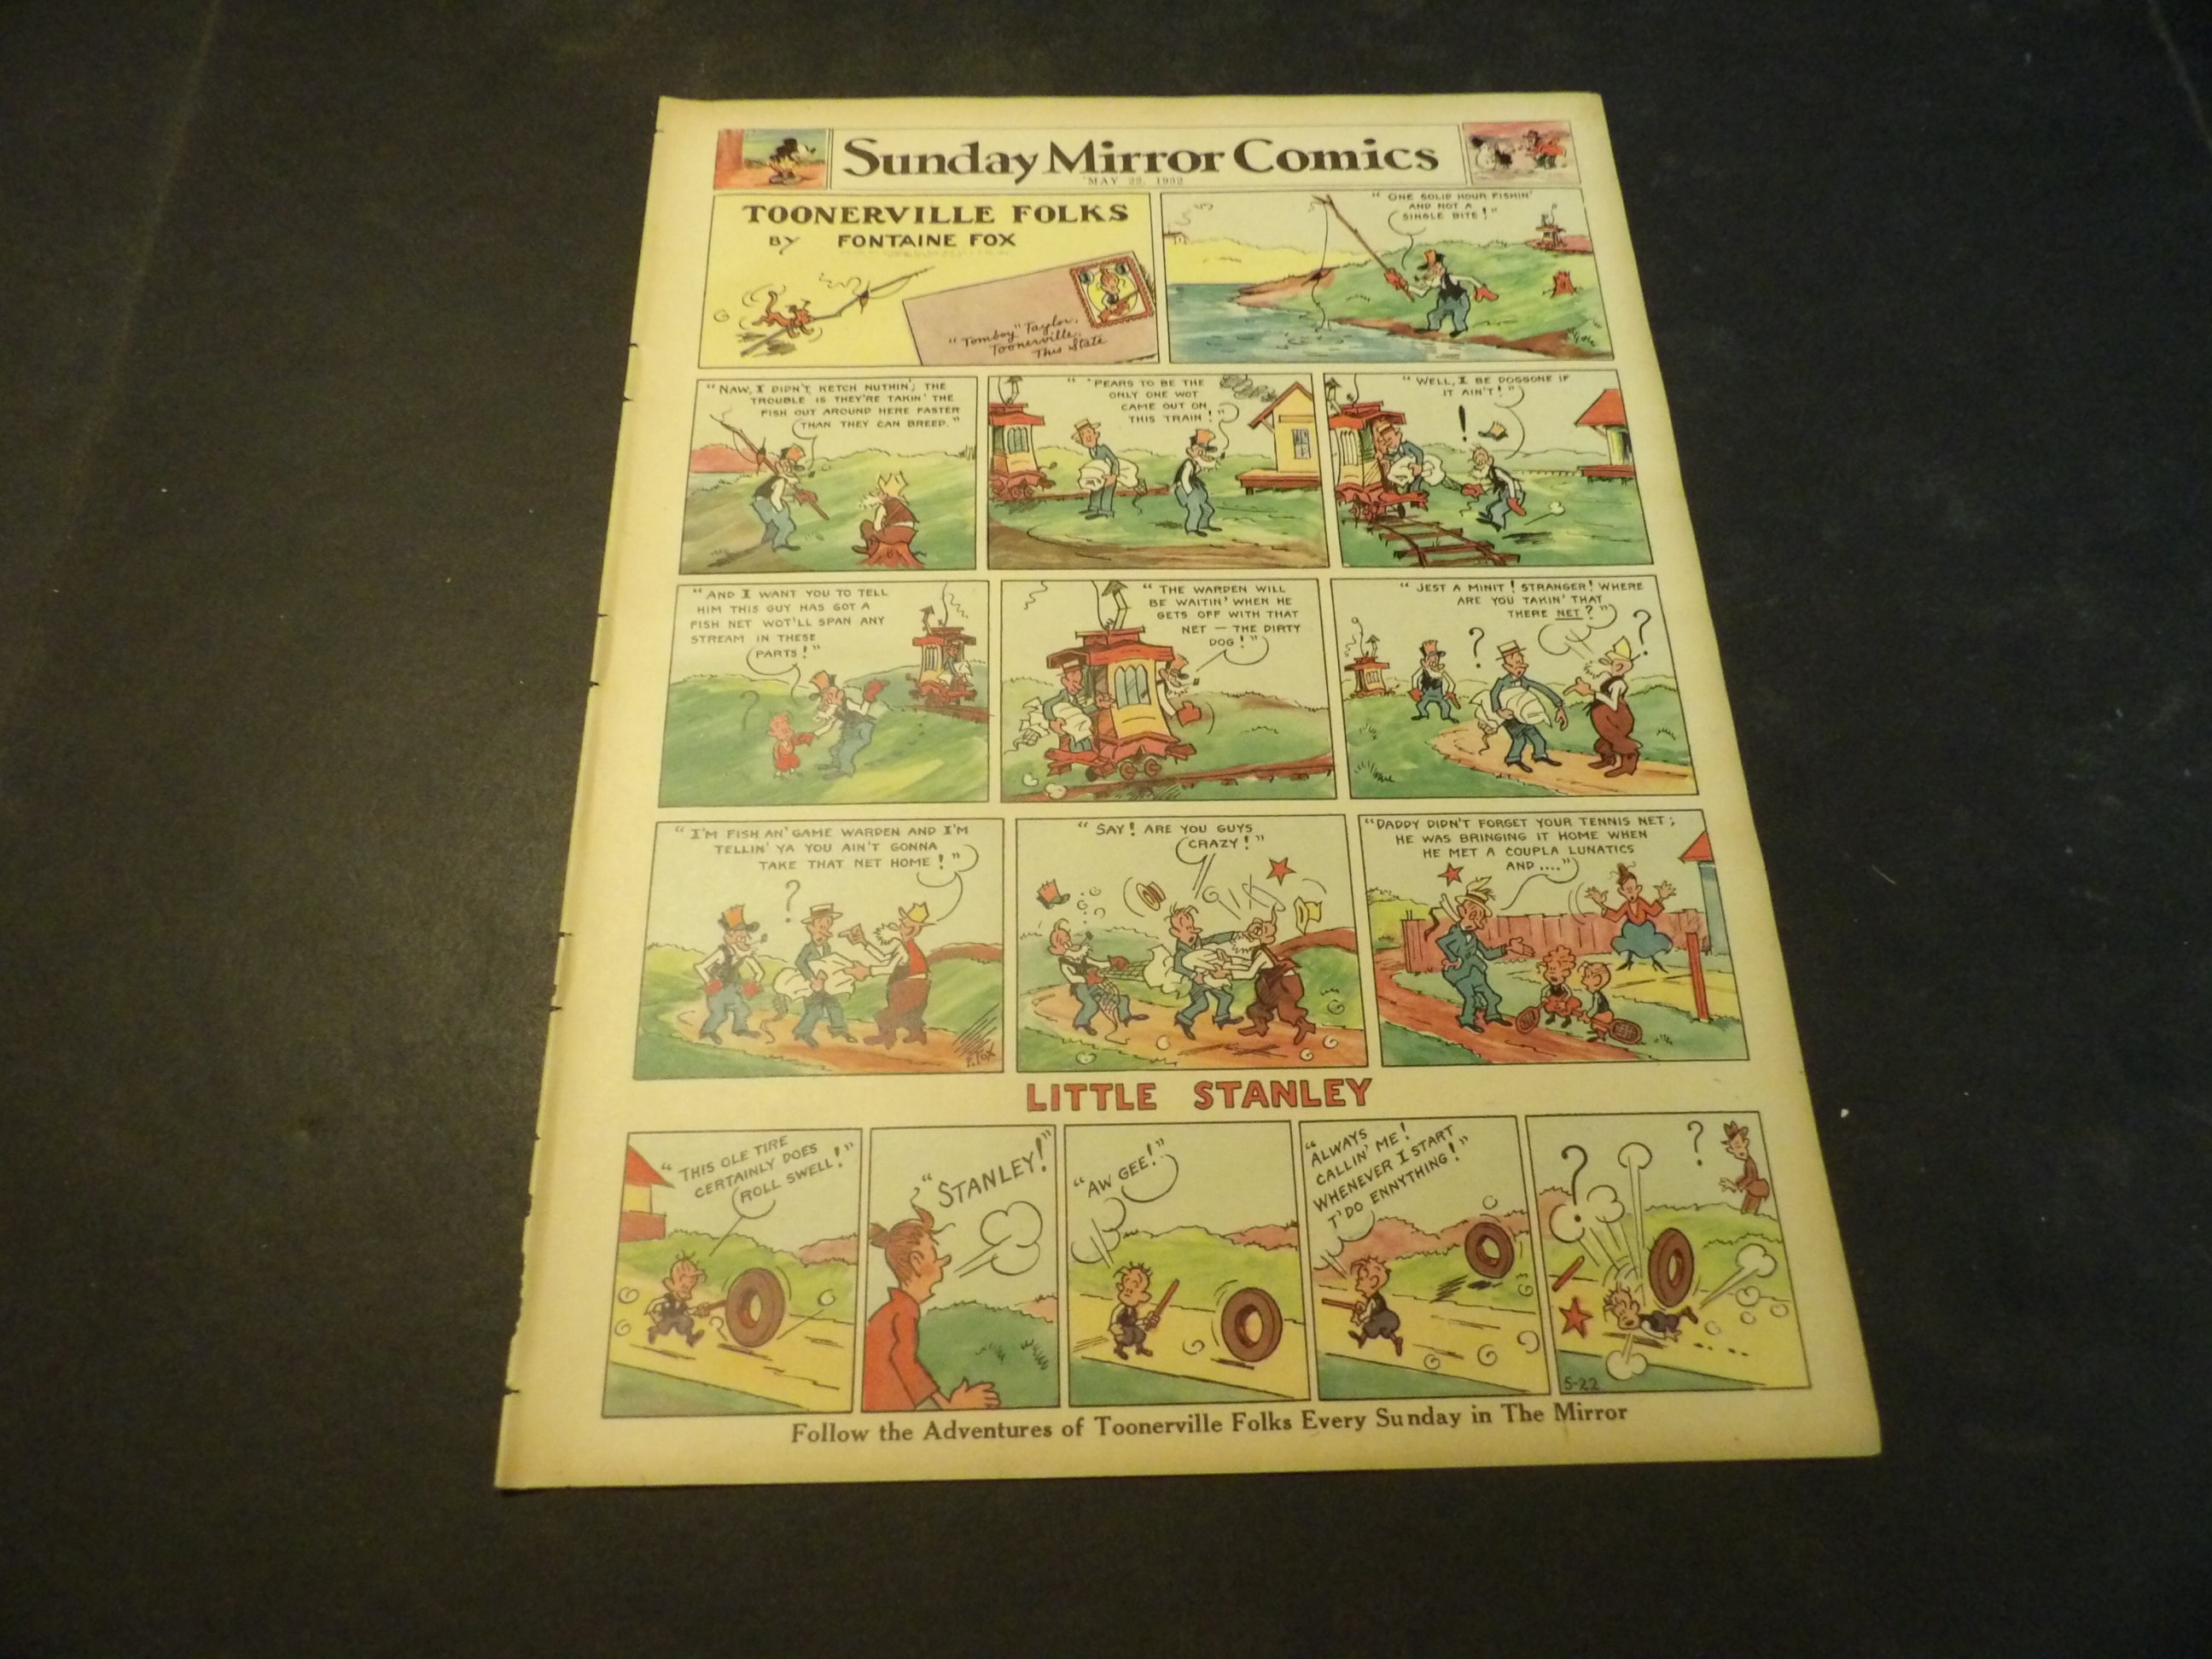 Sunday Mirror Comics
MAY 22, 1932
TOONERVILLE FOLKS
BY FONTAINE FOX
"Tomboy" Taylor,
Toonerville,
This State
"ONE SOLID HOUR FISHIN'
AND NOT A
SINGLE BITE!"
"NAW, I DIDN'T KETCH NUTHIN'; THE
TROUBLE IS THEY'RE TAKIN' THE
FISH OUT AROUND HERE FASTER
THAN THEY CAN BREED."
"'PEARS TO BE THE
ONLY ONE WOT
CAME OUT ON
THIS TRAIN!"
"WELL, I BE DOGGONE IF
IT AIN'T!"
!
"AND I WANT YOU TO TELL
HIM THIS GUY HAS GOT A
FISH NET WOT'LL SPAN ANY
STREAM IN THESE
PARTS!"
?
"THE WARDEN WILL
BE WAITIN' WHEN HE
GETS OFF WITH THAT
NET — THE DIRTY
DOG!"
"JEST A MINIT! STRANGER! WHERE
ARE YOU TAKIN' THAT
THERE NET?"
? ?
"I'M FISH AN' GAME WARDEN AND I'M
TELLIN' YA YOU AIN'T GONNA
TAKE THAT NET HOME!"
?
F. FOX
"SAY! ARE YOU GUYS
CRAZY!"
"DADDY DIDN'T FORGET YOUR TENNIS NET;
HE WAS BRINGING IT HOME WHEN
HE MET A COUPLA LUNATICS
AND...."
LITTLE STANLEY
"THIS OLE TIRE
CERTAINLY DOES
ROLL SWELL!"
"STANLEY!"
"AW GEE!"
"ALWAYS
CALLIN' ME!
WHENEVER I START
T'DO ENNYTHING!"
? ?
5-22
Follow the Adventures of Toonerville Folks Every Sunday in The Mirror